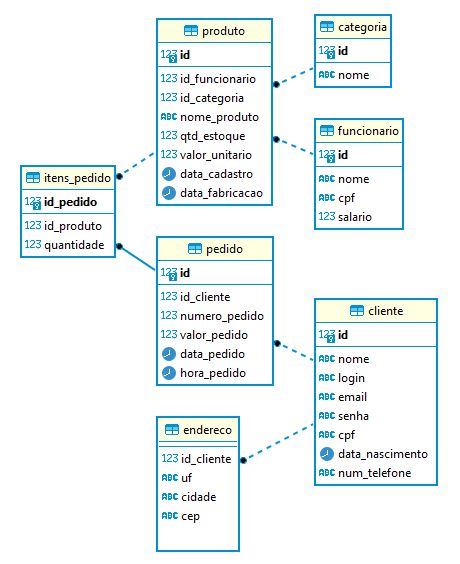 produto
123 id
123 id_funcionario
123 id_categoria
ABC nome_produto
123 qtd_estoque
123 valor_unitario
data_cadastro
data_fabricacao
categoria
123 id
ABC nome
funcionario
123 id
ABC nome
ABC cpf
123 salario
itens_pedido
123 id_pedido
123 id_produto
123 quantidade
pedido
123 id
123 id_cliente
123 numero_pedido
123 valor_pedido
data_pedido
hora_pedido
cliente
123 id
ABC nome
ABC login
ABC email
ABC senha
ABC cpf
data_nascimento
ABC num_telefone
endereco
123 id_cliente
ABC uf
ABC cidade
ABC cep